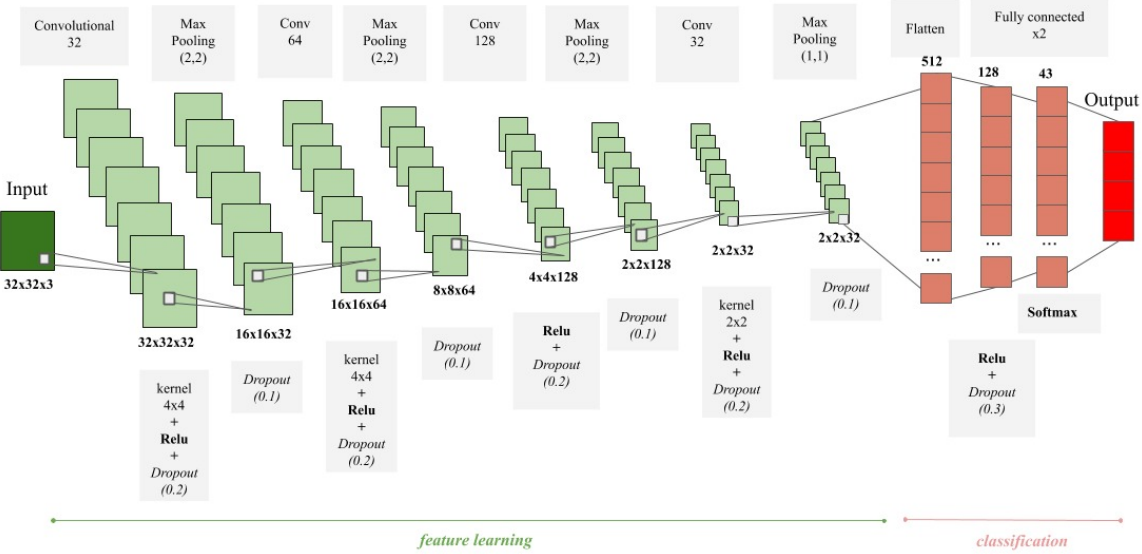 Convolutional
32
Max
Pooling
(2,2)
Conv
64
Max
Pooling
(2,2)
Conv
128
Max
Pooling
(2,2)
Conv
32
Max
Pooling
(1,1)
Flatten
Fully connected
x2
512
128
43
Output
Input
32x32x3
32x32x32
16x16x32
16x16x64
8x8x64
4x4x128
2x2x128
2x2x32
2x2x32
...
...
...
Softmax
kernel
4x4
+
Relu
+
Dropout
(0.2)
Dropout
(0.1)
kernel
4x4
+
Relu
+
Dropout
(0.2)
Dropout
(0.1)
Relu
+
Dropout
(0.2)
Dropout
(0.1)
kernel
2x2
+
Relu
+
Dropout
(0.2)
Dropout
(0.1)
Relu
+
Dropout
(0.3)
feature learning
classification